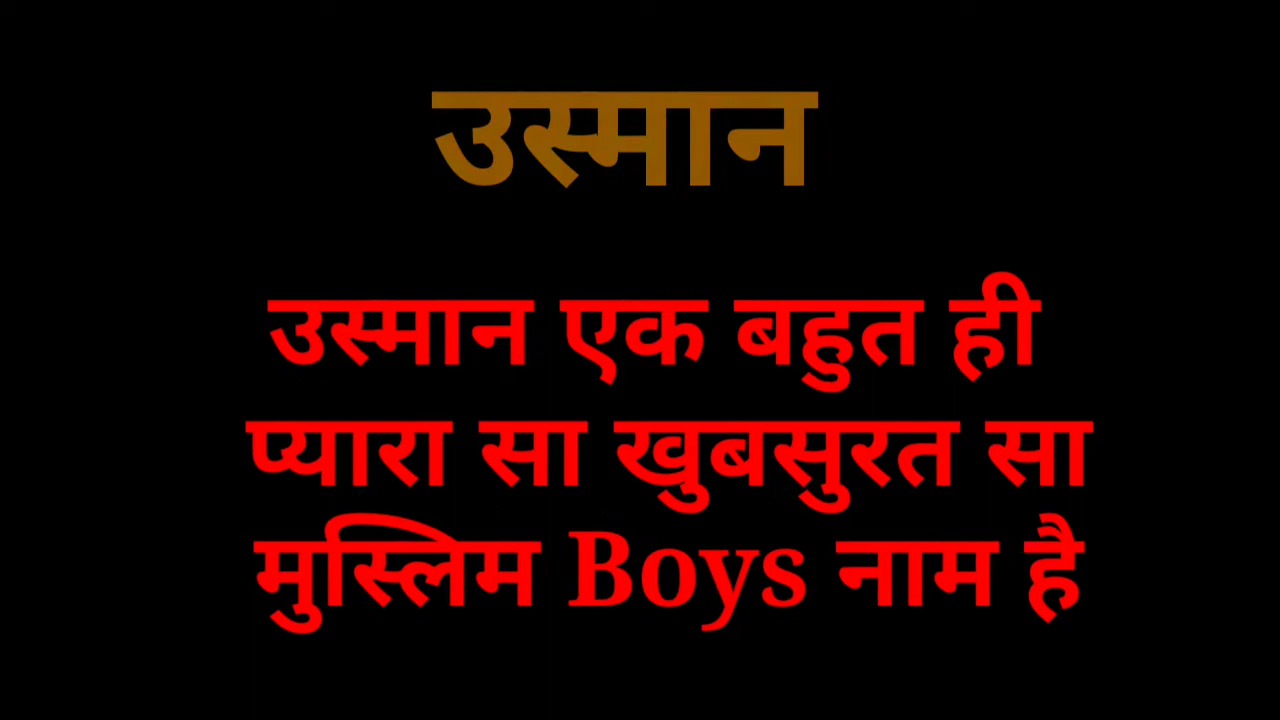 उस्मान
उस्मान एक बहुत ही
प्यारा सा खुबसुरत सा
मुस्लिम Boys नाम है